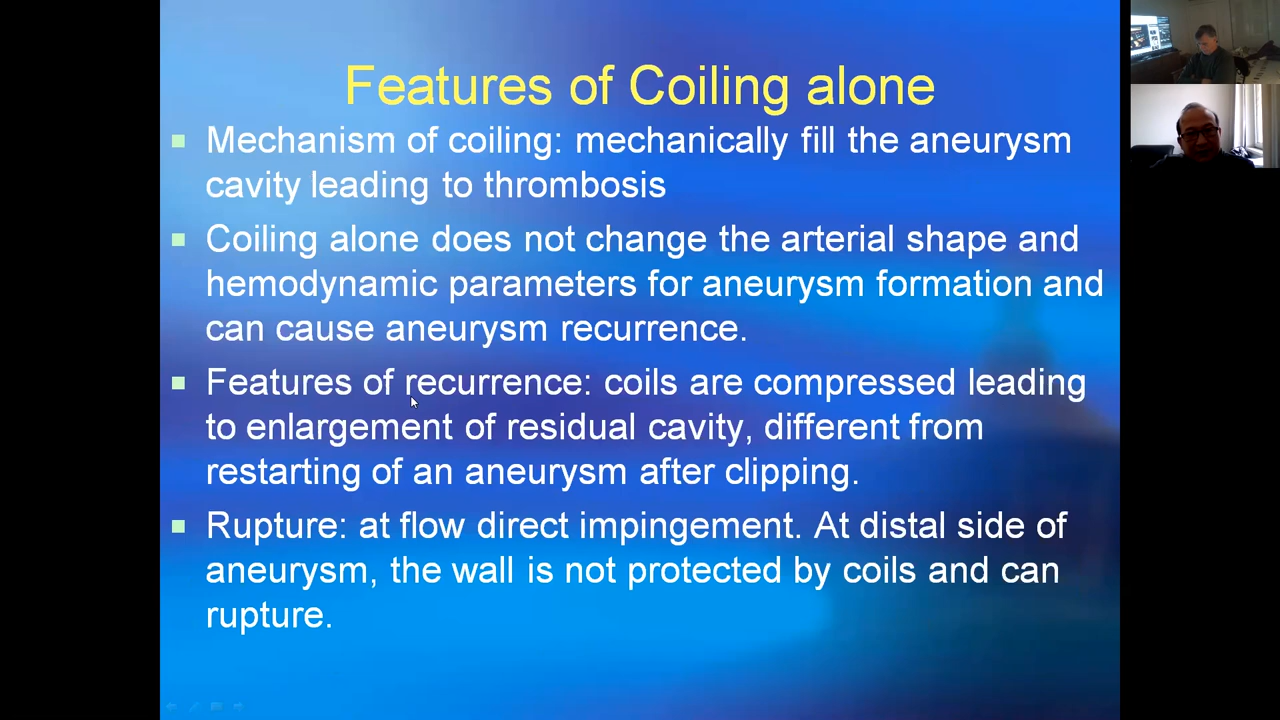 Features of Coiling alone
Mechanism of coiling: mechanically fill the aneurysm
cavity leading to thrombosis
Coiling alone does not change the arterial shape and
hemodynamic parameters for aneurysm formation and
can cause aneurysm recurrence.
Features of recurrence: coils are compressed leading
to enlargement of residual cavity, different from
restarting of an aneurysm after clipping.
Rupture: at flow direct impingement. At distal side of
aneurysm, the wall is not protected by coils and can
rupture.